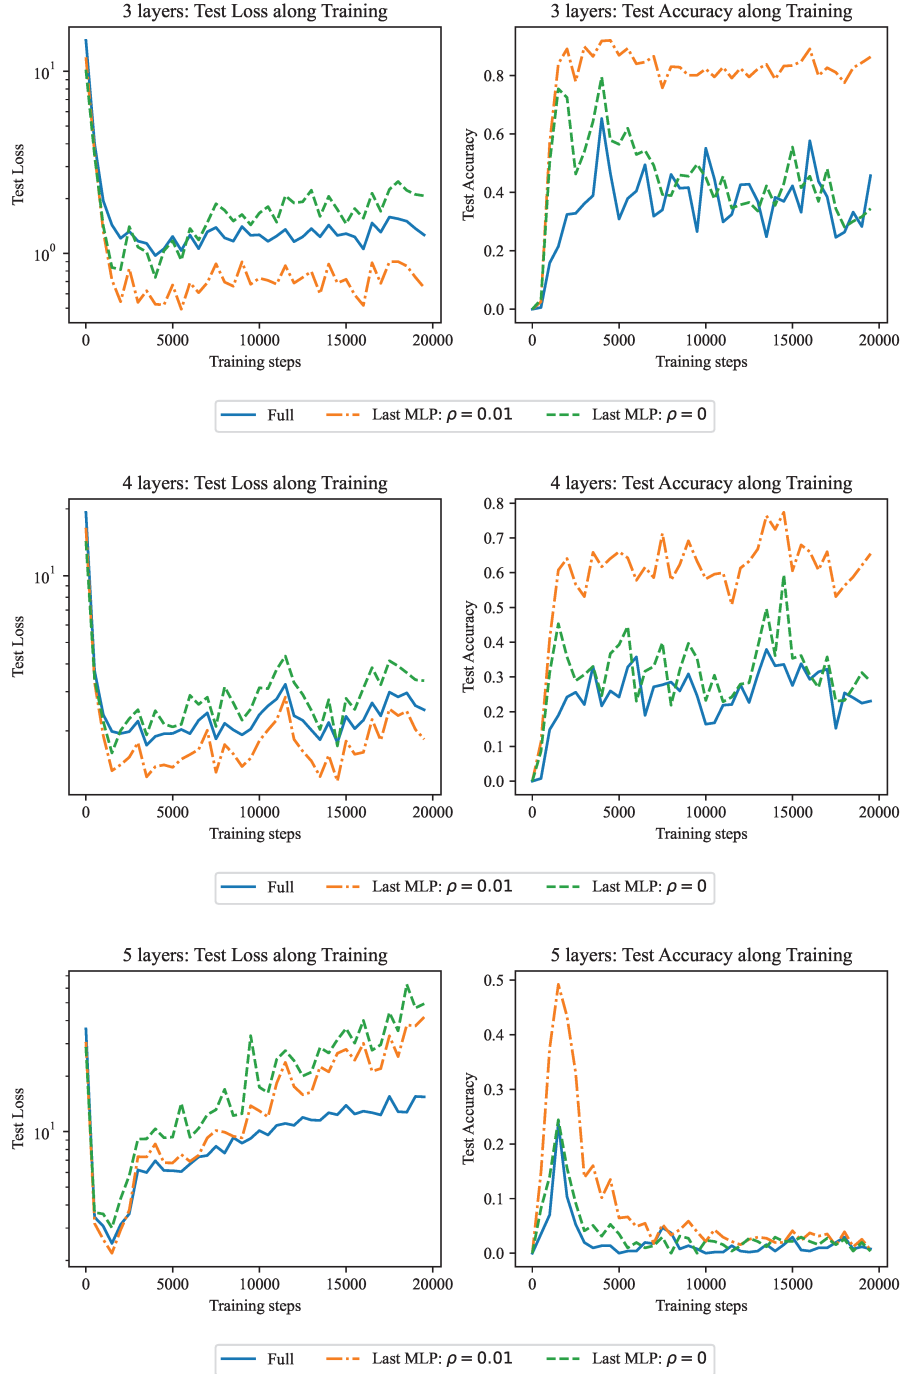 3 layers: Test Loss along Training
3 layers: Test Accuracy along Training
Test Loss
10^1
10^0
0 5000 10000 15000 20000
Training steps
Test Accuracy
0.8
0.6
0.4
0.2
0.0
0 5000 10000 15000 20000
Training steps
Full Last MLP: ρ = 0.01 Last MLP: ρ = 0
4 layers: Test Loss along Training
4 layers: Test Accuracy along Training
Test Loss
10^1
0 5000 10000 15000 20000
Training steps
Test Accuracy
0.8
0.7
0.6
0.5
0.4
0.3
0.2
0.1
0.0
0 5000 10000 15000 20000
Training steps
Full Last MLP: ρ = 0.01 Last MLP: ρ = 0
5 layers: Test Loss along Training
5 layers: Test Accuracy along Training
Test Loss
10^1
0 5000 10000 15000 20000
Training steps
Test Accuracy
0.5
0.4
0.3
0.2
0.1
0.0
0 5000 10000 15000 20000
Training steps
Full Last MLP: ρ = 0.01 Last MLP: ρ = 0